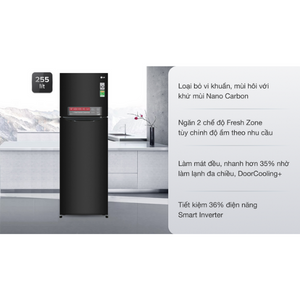 255
lít
LG
Loại bỏ vi khuẩn, mùi hôi với
khử mùi Nano Carbon
Ngăn 2 chế độ Fresh Zone
tùy chỉnh độ ẩm theo nhu cầu
Làm mát đều, nhanh hơn 35% nhờ
làm lạnh đa chiều, DoorCooling+
Tiết kiệm 36% điện năng
Smart Inverter